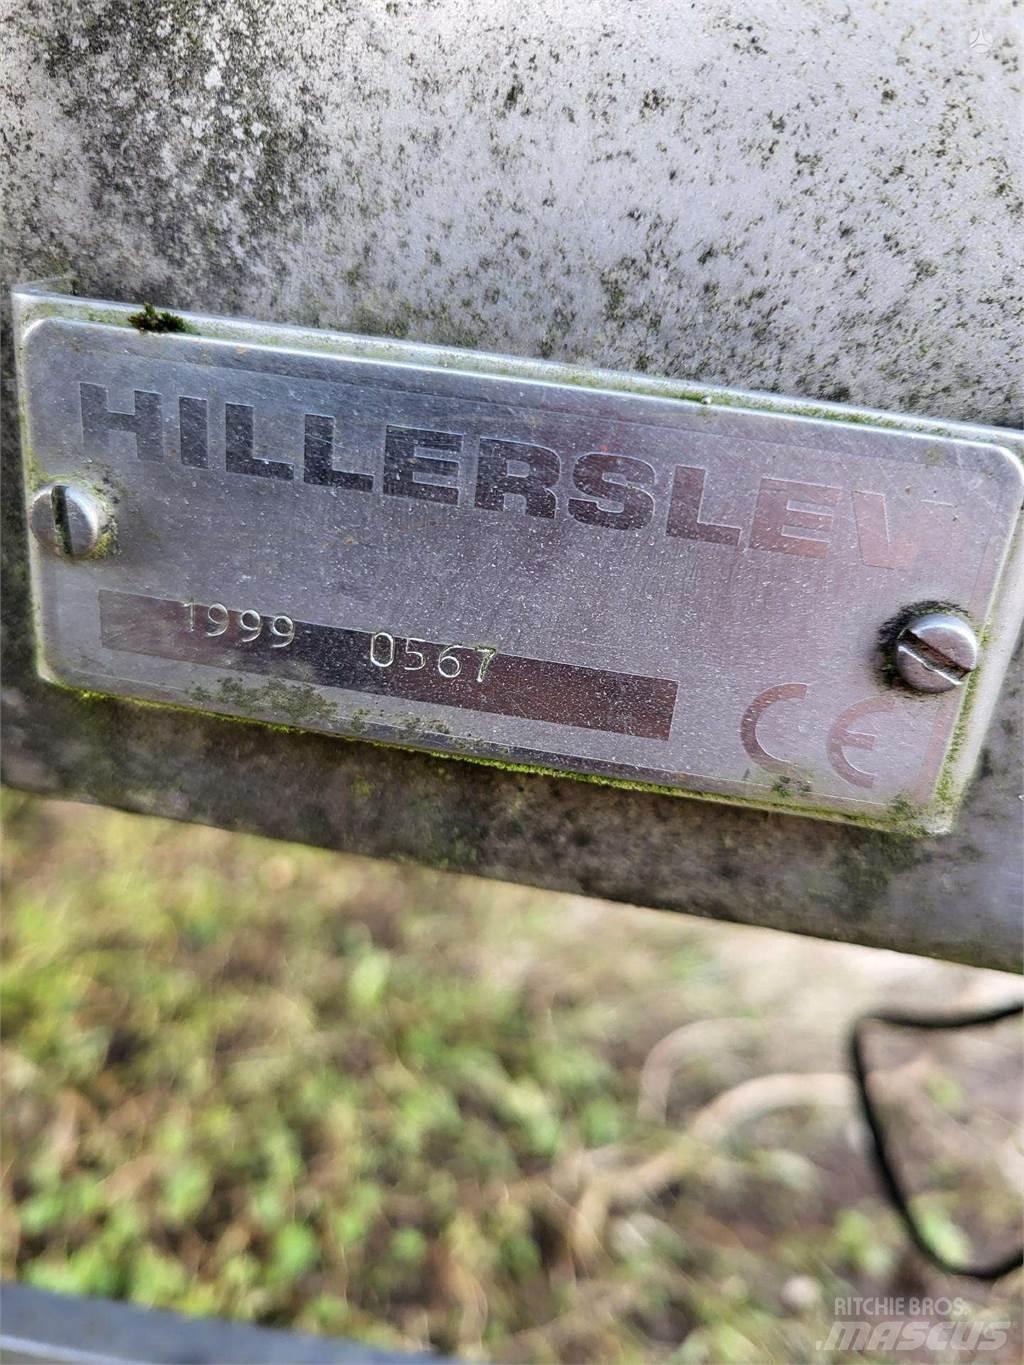 HILLERSLEV
1999 0567
CE
RITCHIE BROS.
MASCUS